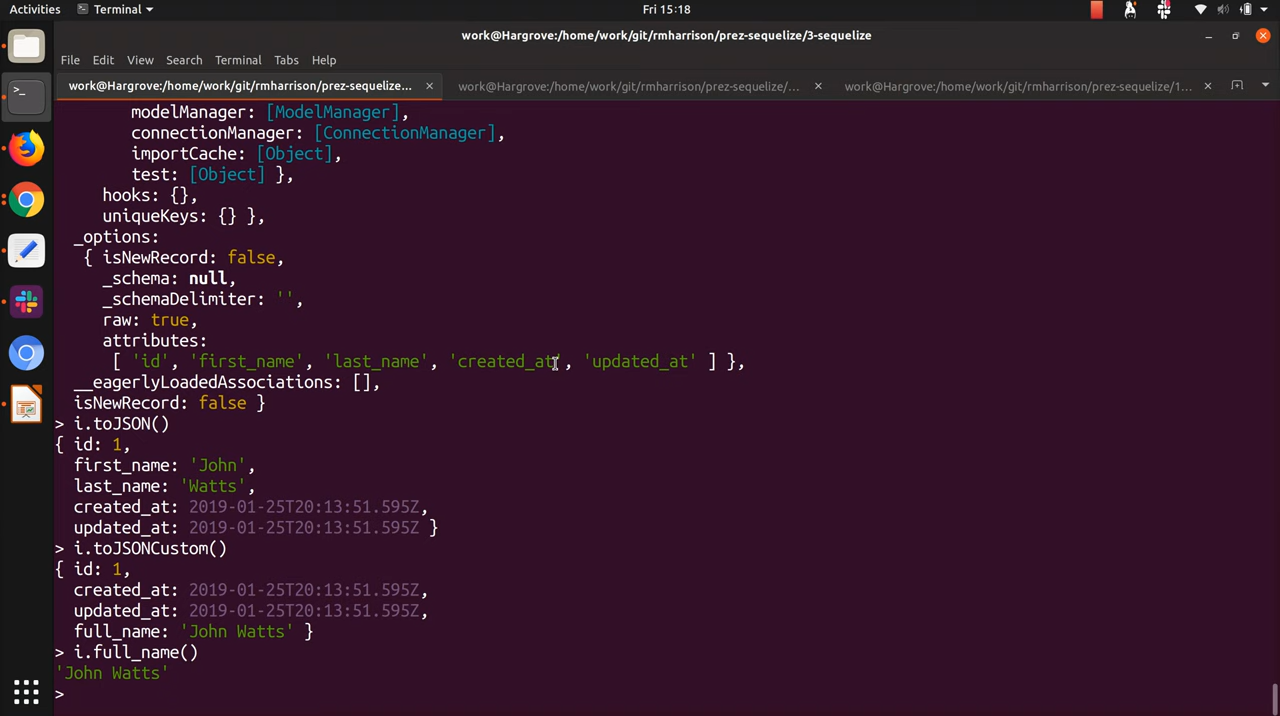 Activities
Terminal
Fri 15:18
work@Hargrove:/home/work/git/rmharrison/prez-sequelize/3-sequelize
File Edit View Search Terminal Tabs Help
work@Hargrove:/home/work/git/rmharrison/prez-sequelize...
work@Hargrove:/home/work/git/rmharrison/prez-sequelize/...
work@Hargrove:/home/work/git/rmharrison/prez-sequelize/1...
modelManager: [ModelManager],
connectionManager: [ConnectionManager],
importCache: [Object],
test: [Object] },
hooks: {},
uniqueKeys: {} },
_options:
{ isNewRecord: false,
_schema: null,
_schemaDelimiter: '',
raw: true,
attributes:
[ 'id', 'first_name', 'last_name', 'created_at', 'updated_at' ] },
__eagerlyLoadedAssociations: [],
isNewRecord: false }
> i.toJSON()
{ id: 1,
first_name: 'John',
last_name: 'Watts',
created_at: 2019-01-25T20:13:51.595Z,
updated_at: 2019-01-25T20:13:51.595Z }
> i.toJSONCustom()
{ id: 1,
created_at: 2019-01-25T20:13:51.595Z,
updated_at: 2019-01-25T20:13:51.595Z,
full_name: 'John Watts' }
> i.full_name()
'John Watts'
>